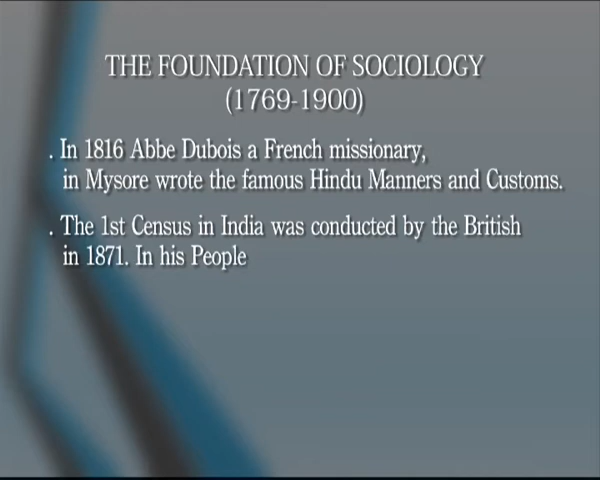 THE FOUNDATION OF SOCIOLOGY
(1769-1900)
. In 1816 Abbe Dubois a French missionary,
in Mysore wrote the famous Hindu Manners and Customs.
. The 1st Census in India was conducted by the British
in 1871. In his People